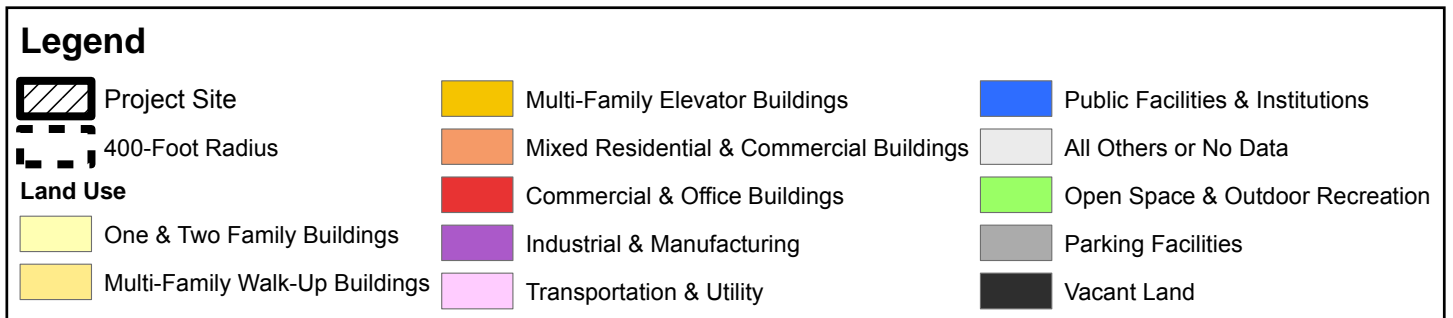 Legend
Project Site
400-Foot Radius
Land Use
One & Two Family Buildings
Multi-Family Walk-Up Buildings
Multi-Family Elevator Buildings
Mixed Residential & Commercial Buildings
Commercial & Office Buildings
Industrial & Manufacturing
Transportation & Utility
Public Facilities & Institutions
All Others or No Data
Open Space & Outdoor Recreation
Parking Facilities
Vacant Land